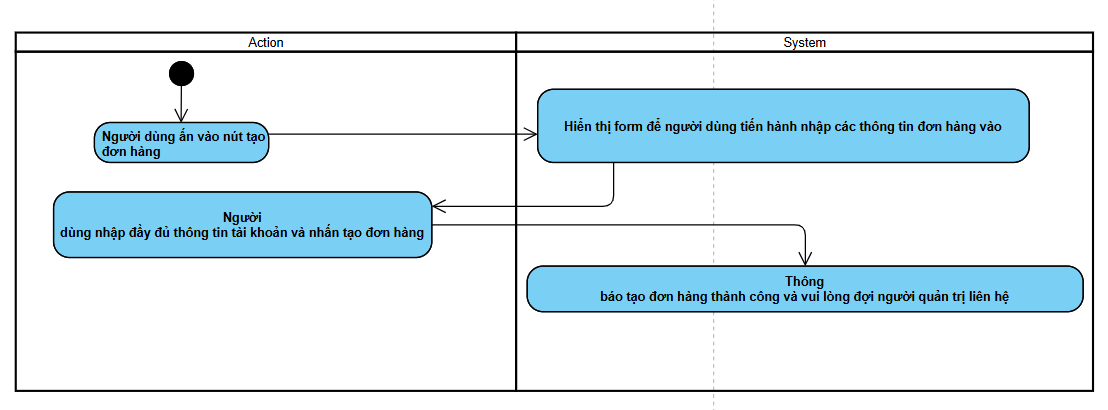 Action
System
Người dùng ấn vào nút tạo
đơn hàng
Hiển thị form để người dùng tiến hành nhập các thông tin đơn hàng vào
Người
dùng nhập đầy đủ thông tin tài khoản và nhấn tạo đơn hàng
Thông
báo tạo đơn hàng thành công và vui lòng đợi người quản trị liên hệ